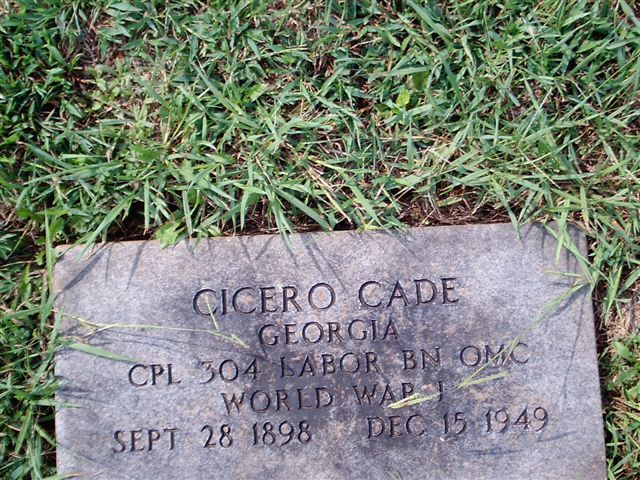 CICERO CADE
GEORGIA
CPL 304 LABOR BN QMC
WORLD WAR I
SEPT 28 1898 DEC 15 1949